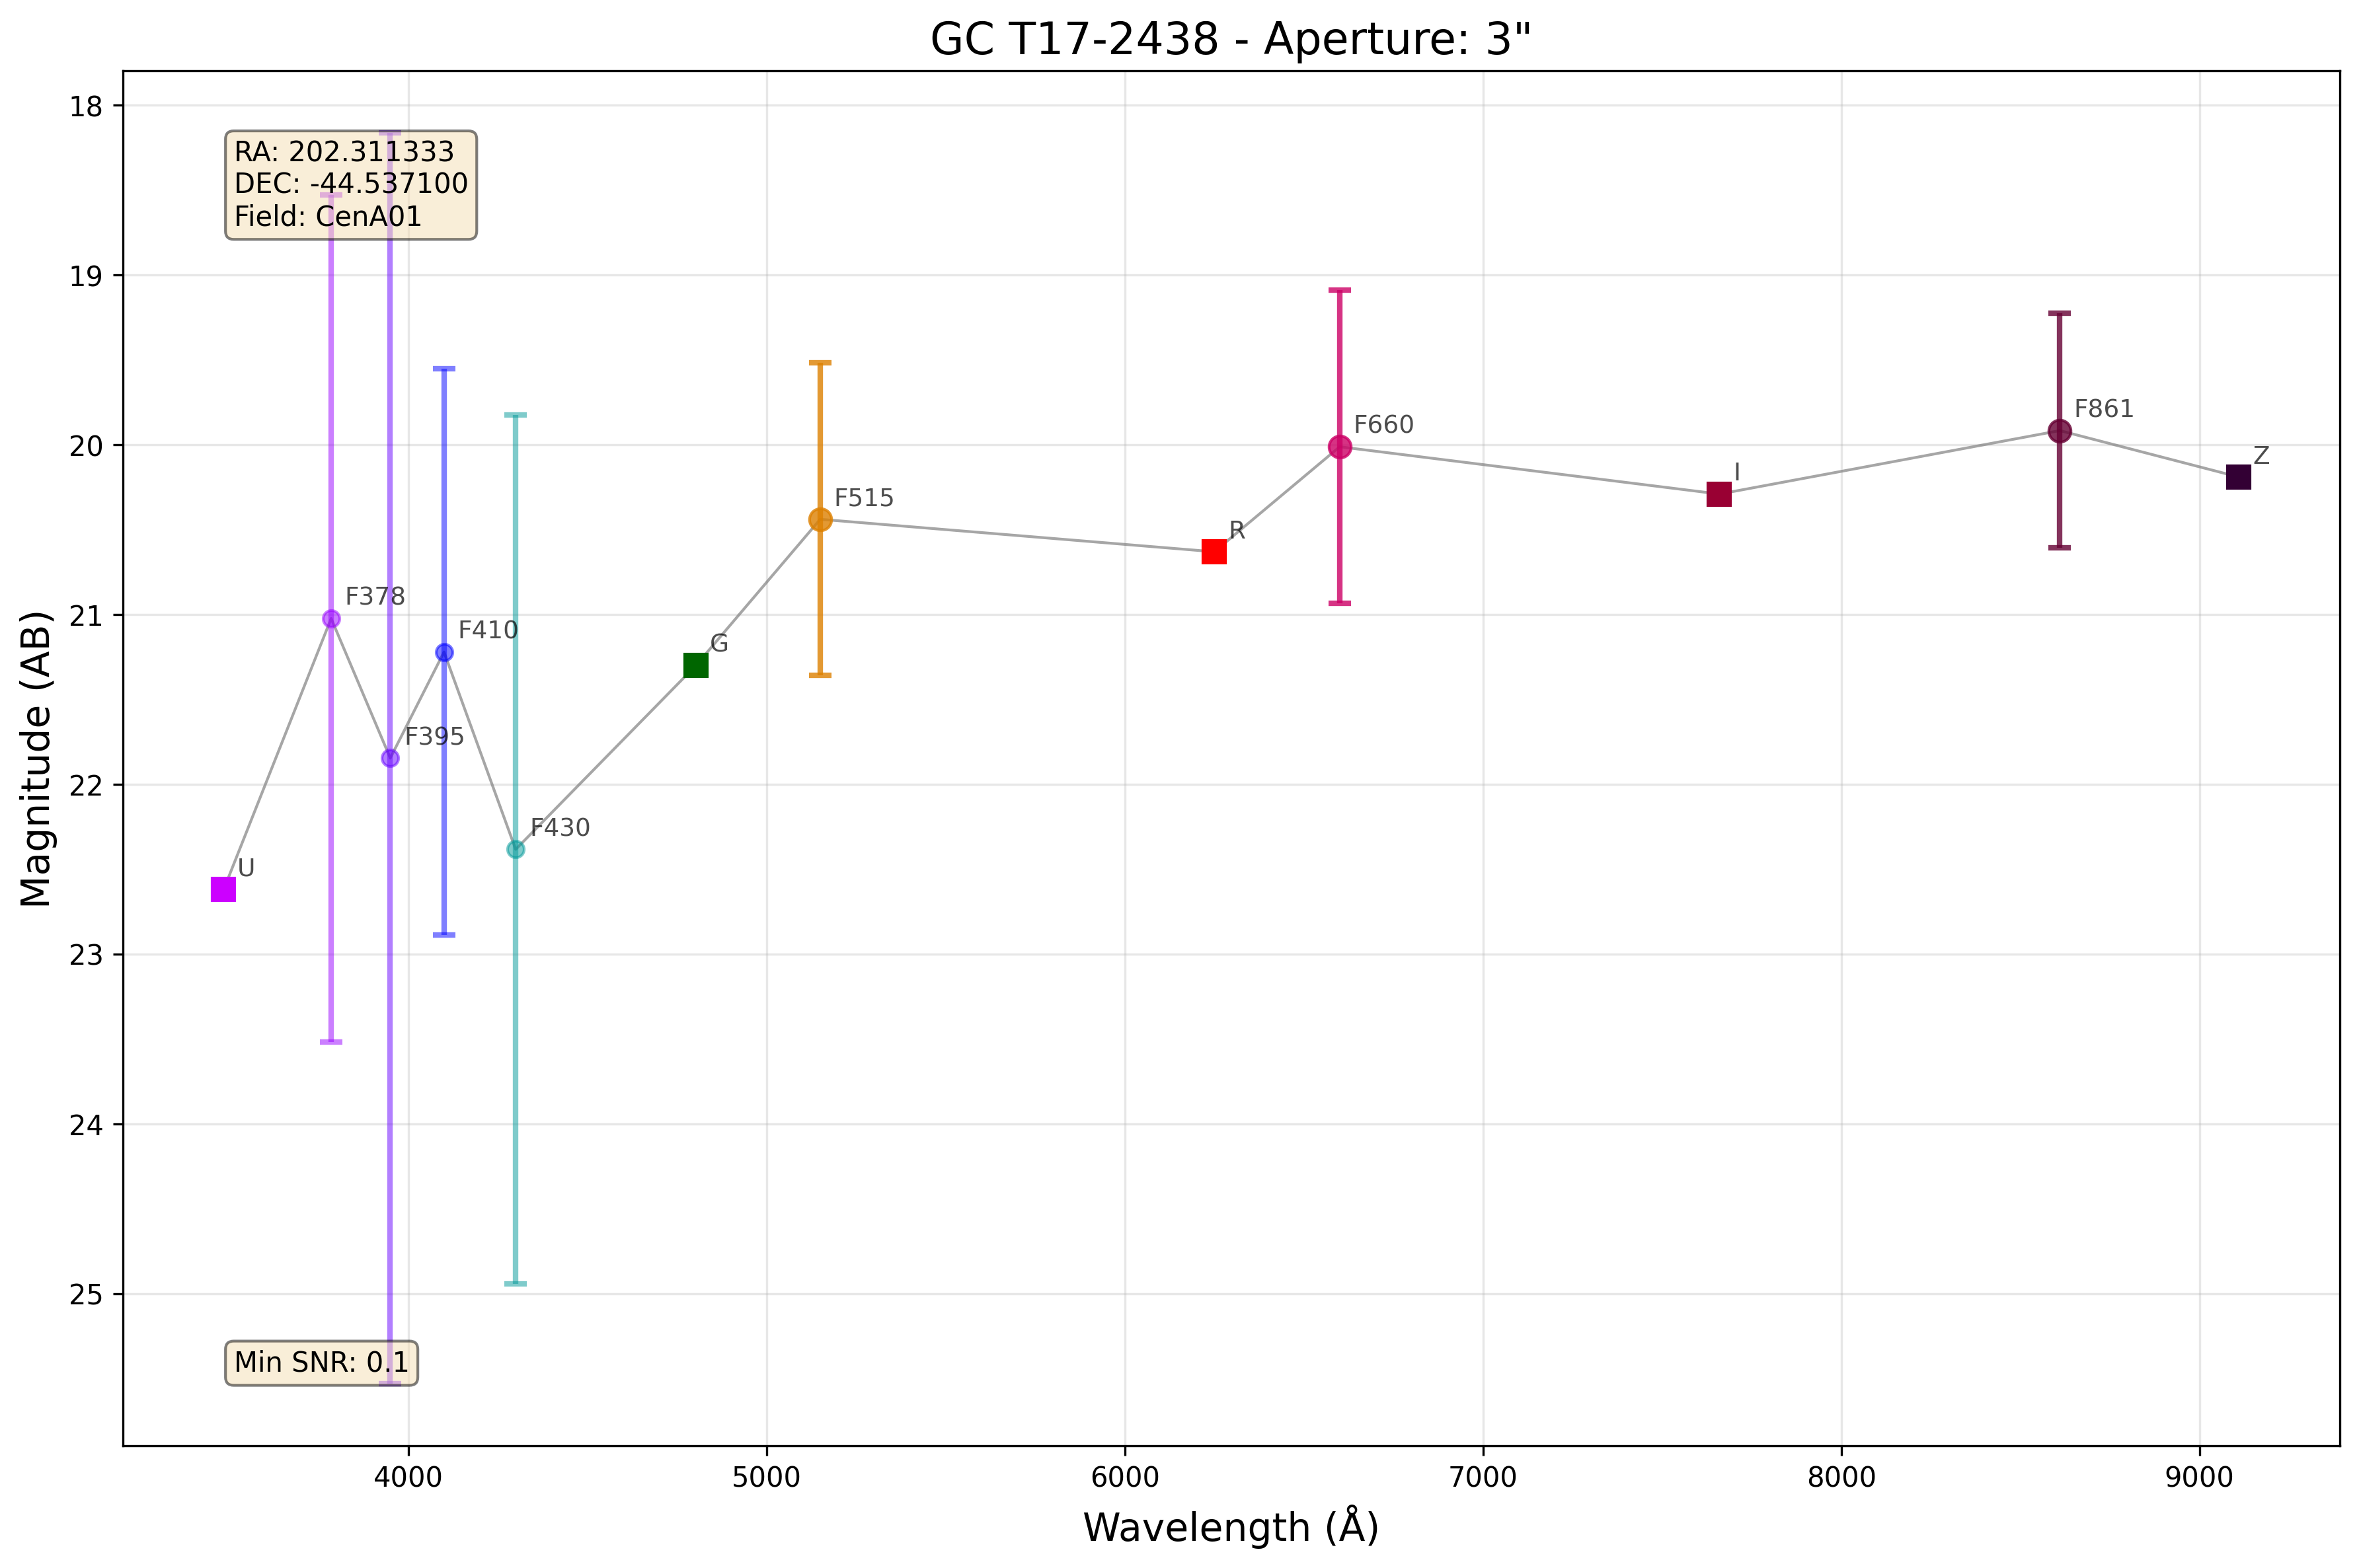 GC T17-2438 - Aperture: 3"
RA: 202.311333
DEC: -44.537100
Field: CenA01
18
19
20
21
22
23
24
25
Magnitude (AB)
U
F378
F395
F410
F430
G
F515
R
F660
I
F861
Z
Min SNR: 0.1
4000
5000
6000
7000
8000
9000
Wavelength (Å)